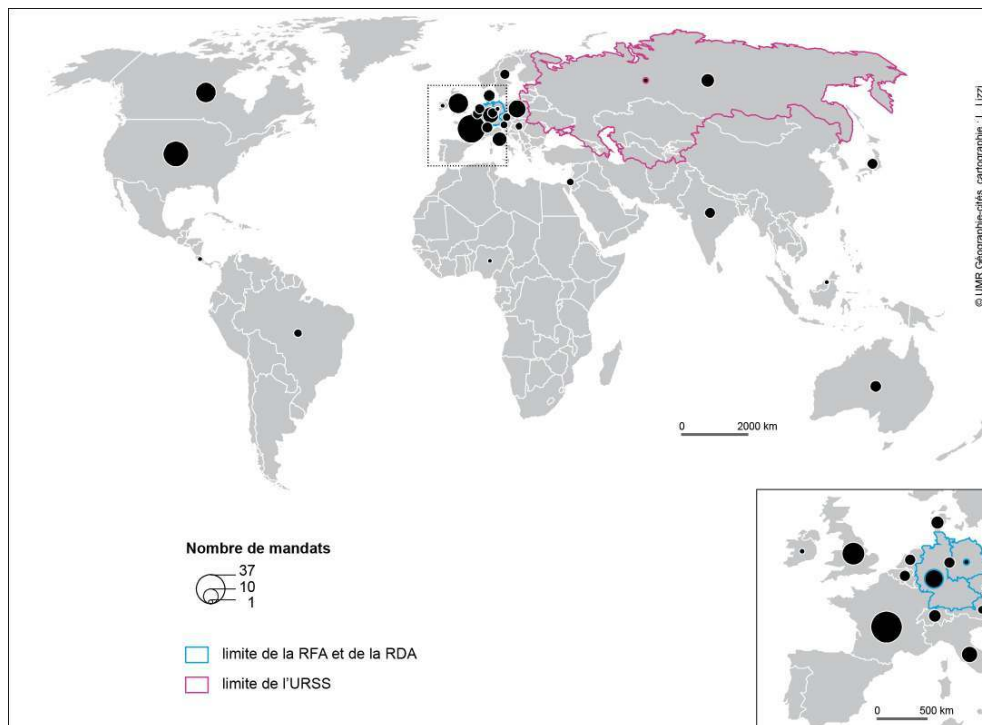 © UMR Géographie-cités, cartographie : L. Lizzi
0 2000 km
Nombre de mandats
37
10
1
limite de la RFA et de la RDA
limite de l'URSS
0 500 km